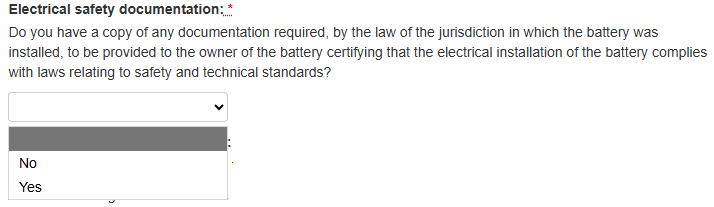 Electrical safety documentation: *
Do you have a copy of any documentation required, by the law of the jurisdiction in which the battery was
installed, to be provided to the owner of the battery certifying that the electrical installation of the battery complies
with laws relating to safety and technical standards?
No
Yes